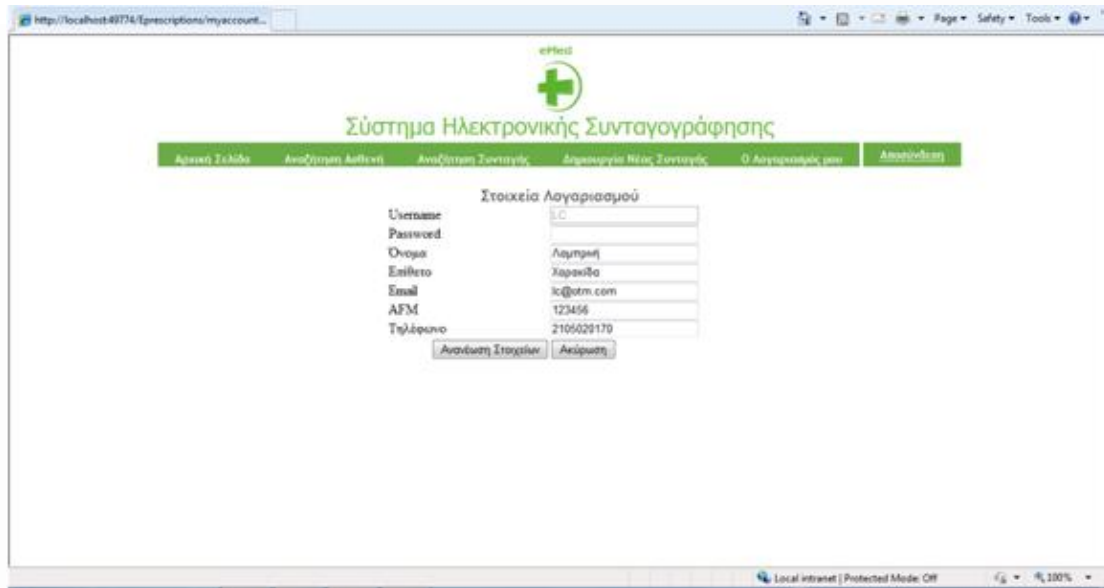 http://localhost:49774/Eprescriptions/myaccount... Page Safety Tools
eMed
Σύστημα Ηλεκτρονικής Συνταγογράφησης
Αρχική Σελίδα Αναζήτηση Ασθενή Αναζήτηση Συνταγής Δημιουργία Νέας Συνταγής Ο Λογαριασμός μου Αποσύνδεση
Στοιχεία Λογαριασμού
Username LC
Password
Όνομα Λαμπρινή
Επίθετο Χαρακίδα
Email lc@otm.com
AFM 123456
Τηλέφωνο 2105020170
Ανανέωση Στοιχείων Ακύρωση
Local intranet | Protected Mode: Off 100%